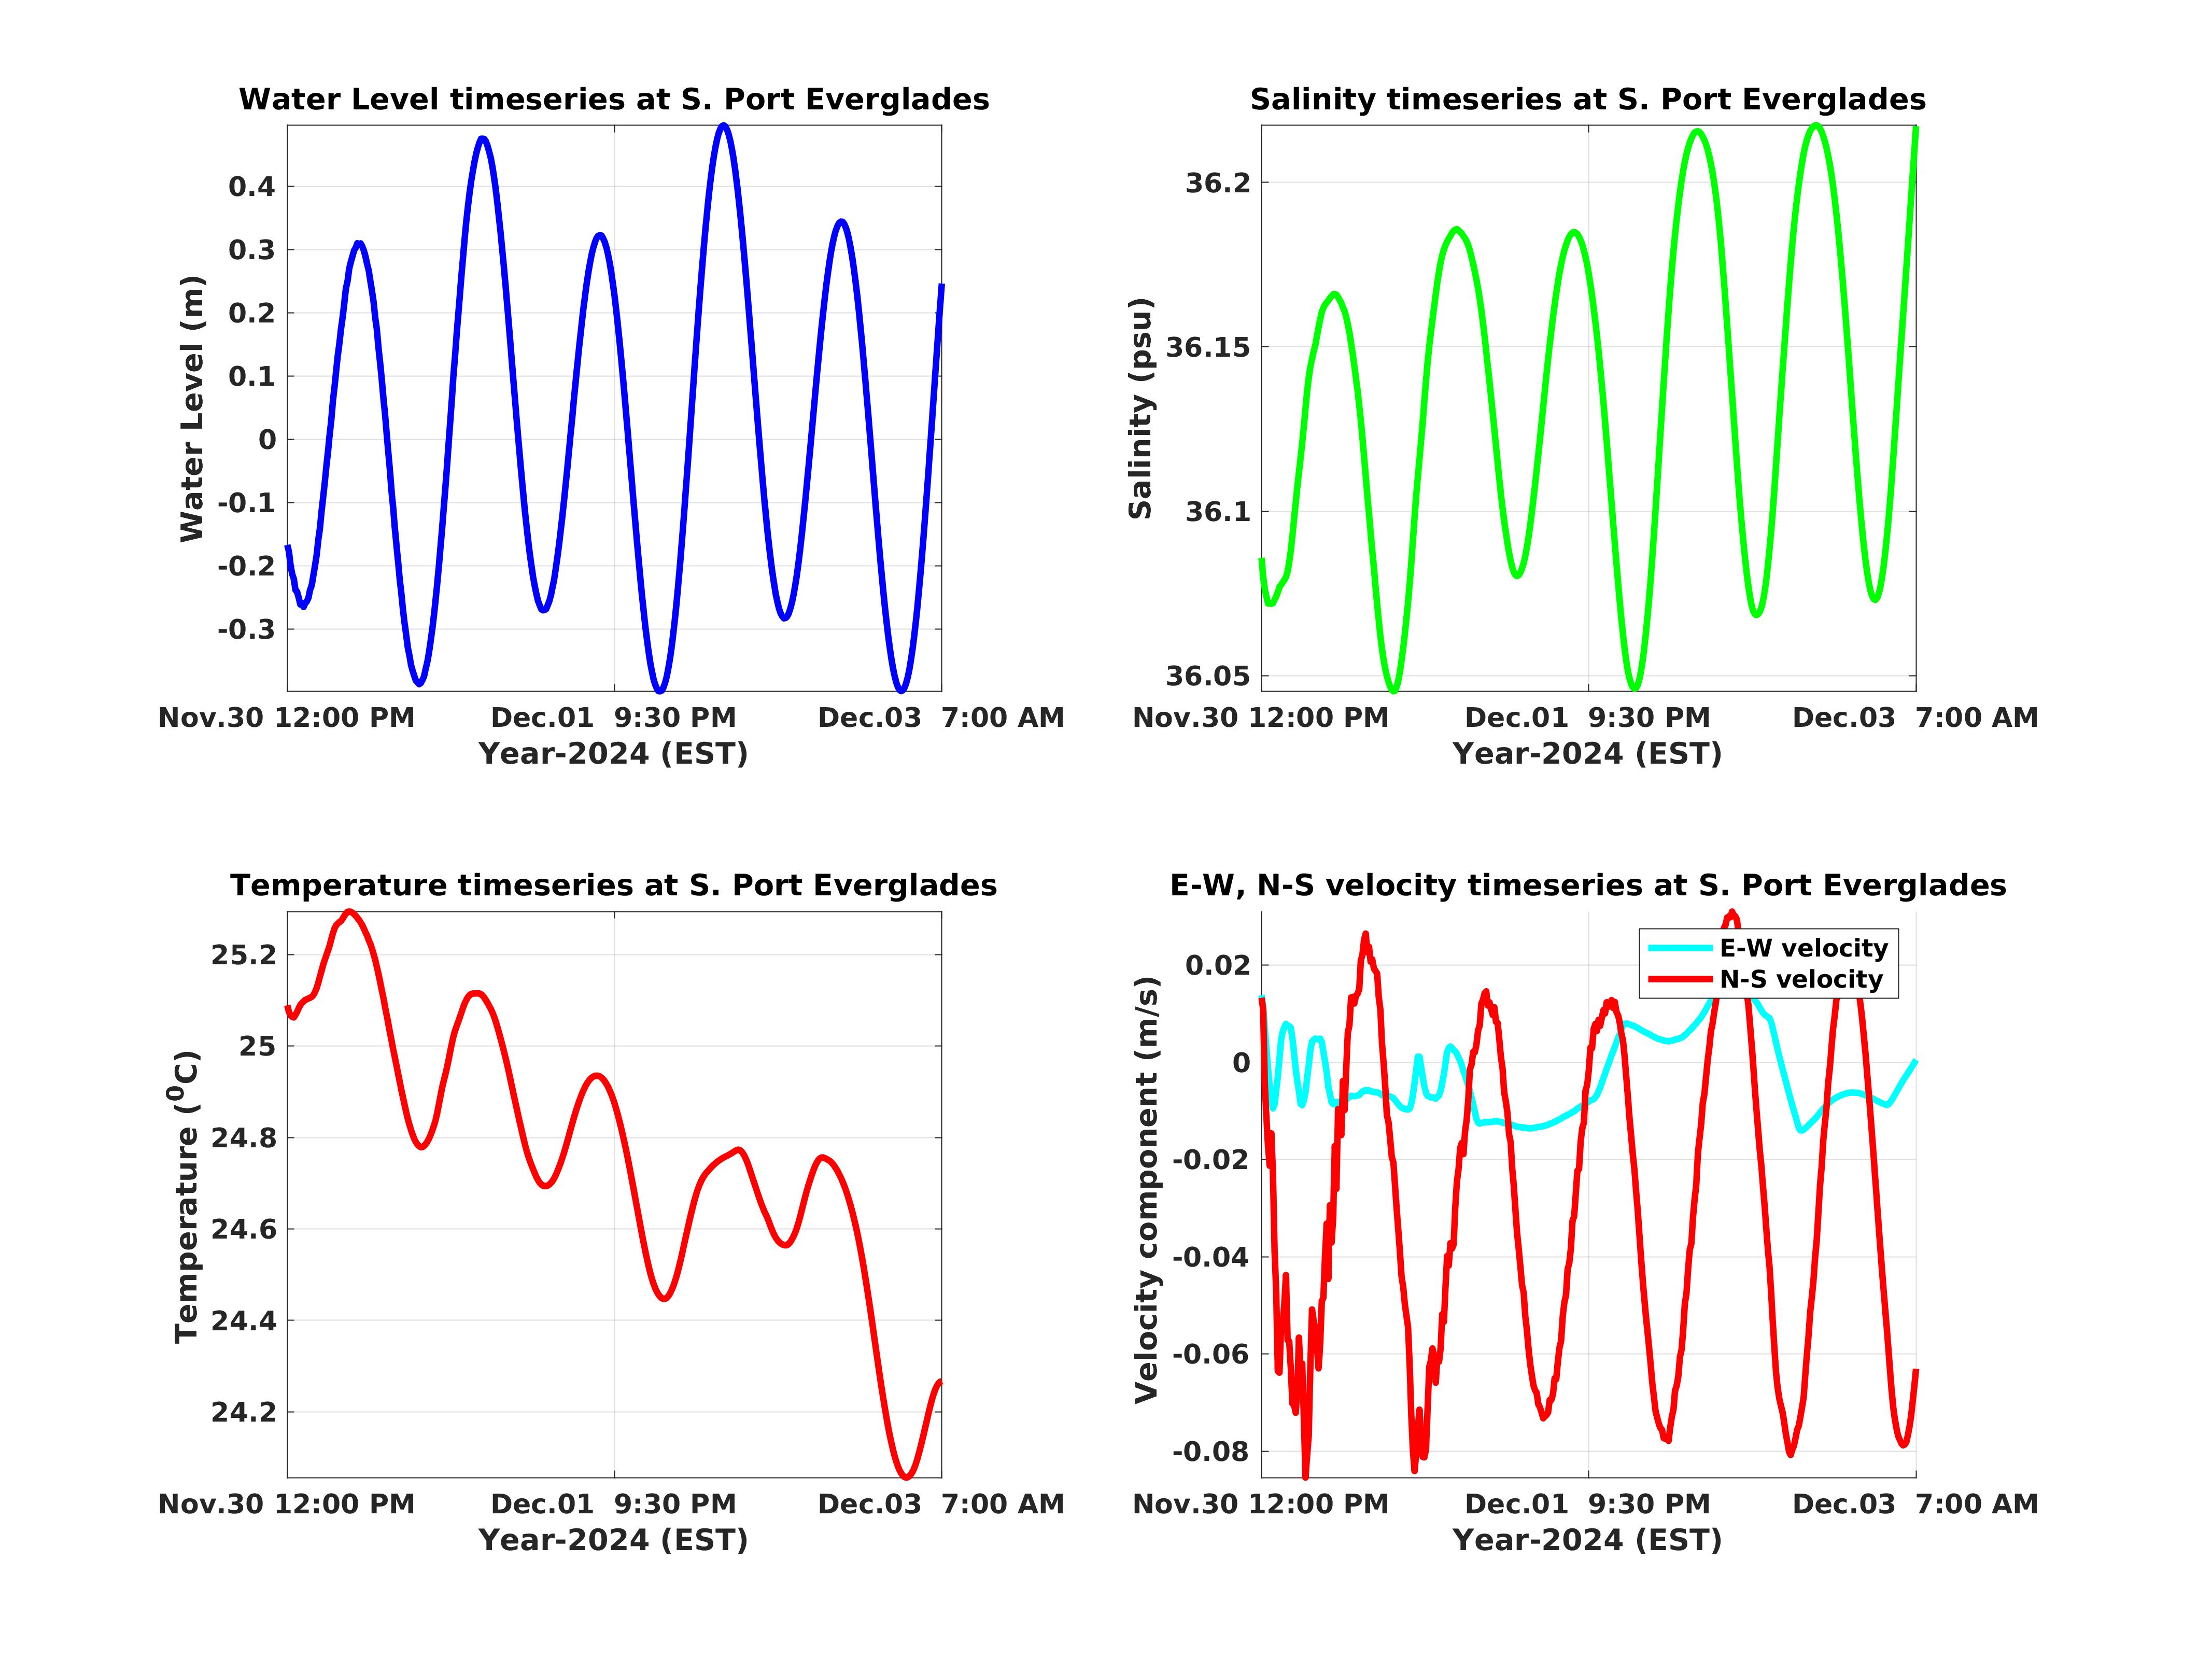 Water Level timeseries at S. Port Everglades
Water Level (m)
0.4
0.3
0.2
0.1
0
-0.1
-0.2
-0.3
Nov.30 12:00 PM Dec.01  9:30 PM Dec.03  7:00 AM
Year-2024 (EST)
Salinity timeseries at S. Port Everglades
Salinity (psu)
36.2
36.15
36.1
36.05
Nov.30 12:00 PM Dec.01  9:30 PM Dec.03  7:00 AM
Year-2024 (EST)
Temperature timeseries at S. Port Everglades
Temperature (⁰C)
25.2
25
24.8
24.6
24.4
24.2
Nov.30 12:00 PM Dec.01  9:30 PM Dec.03  7:00 AM
Year-2024 (EST)
E-W, N-S velocity timeseries at S. Port Everglades
Velocity component (m/s)
0.02
0
-0.02
-0.04
-0.06
-0.08
E-W velocity
N-S velocity
Nov.30 12:00 PM Dec.01  9:30 PM Dec.03  7:00 AM
Year-2024 (EST)